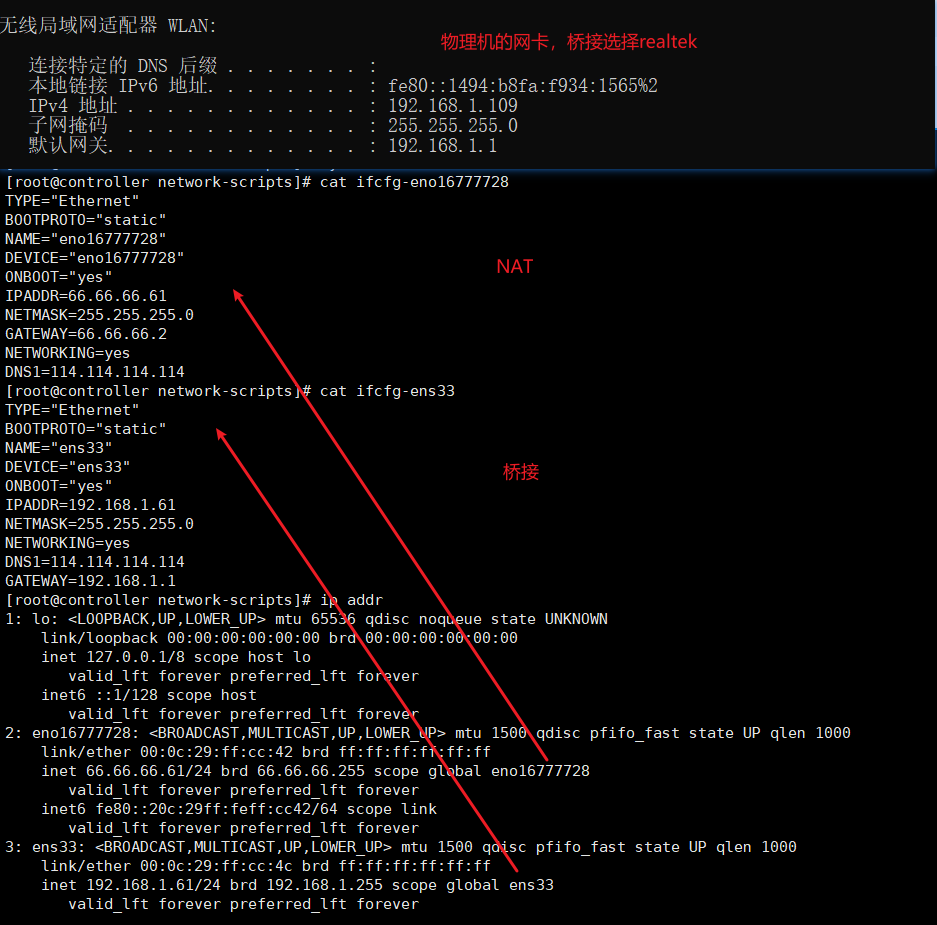 无线局域网适配器 WLAN:
物理机的网卡，桥接选择realtek
连接特定的 DNS 后缀 . . . . . . . :
本地链接 IPv6 地址. . . . . . . . : fe80::1494:b8fa:f934:1565%2
IPv4 地址 . . . . . . . . . . . . : 192.168.1.109
子网掩码  . . . . . . . . . . . . : 255.255.255.0
默认网关. . . . . . . . . . . . . : 192.168.1.1
[root@controller network-scripts]# cat ifcfg-eno16777728
TYPE="Ethernet"
BOOTPROTO="static"
NAME="eno16777728"
DEVICE="eno16777728"
NAT
ONBOOT="yes"
IPADDR=66.66.66.61
NETMASK=255.255.255.0
GATEWAY=66.66.66.2
NETWORKING=yes
DNS1=114.114.114.114
[root@controller network-scripts]# cat ifcfg-ens33
TYPE="Ethernet"
BOOTPROTO="static"
NAME="ens33"
DEVICE="ens33"
桥接
ONBOOT="yes"
IPADDR=192.168.1.61
NETMASK=255.255.255.0
NETWORKING=yes
DNS1=114.114.114.114
GATEWAY=192.168.1.1
[root@controller network-scripts]# ip addr
1: lo: <LOOPBACK,UP,LOWER_UP> mtu 65536 qdisc noqueue state UNKNOWN
link/loopback 00:00:00:00:00:00 brd 00:00:00:00:00:00
inet 127.0.0.1/8 scope host lo
valid_lft forever preferred_lft forever
inet6 ::1/128 scope host
valid_lft forever preferred_lft forever
2: eno16777728: <BROADCAST,MULTICAST,UP,LOWER_UP> mtu 1500 qdisc pfifo_fast state UP qlen 1000
link/ether 00:0c:29:ff:cc:42 brd ff:ff:ff:ff:ff:ff
inet 66.66.66.61/24 brd 66.66.66.255 scope global eno16777728
valid_lft forever preferred_lft forever
inet6 fe80::20c:29ff:feff:cc42/64 scope link
valid_lft forever preferred_lft forever
3: ens33: <BROADCAST,MULTICAST,UP,LOWER_UP> mtu 1500 qdisc pfifo_fast state UP qlen 1000
link/ether 00:0c:29:ff:cc:4c brd ff:ff:ff:ff:ff:ff
inet 192.168.1.61/24 brd 192.168.1.255 scope global ens33
valid_lft forever preferred_lft forever